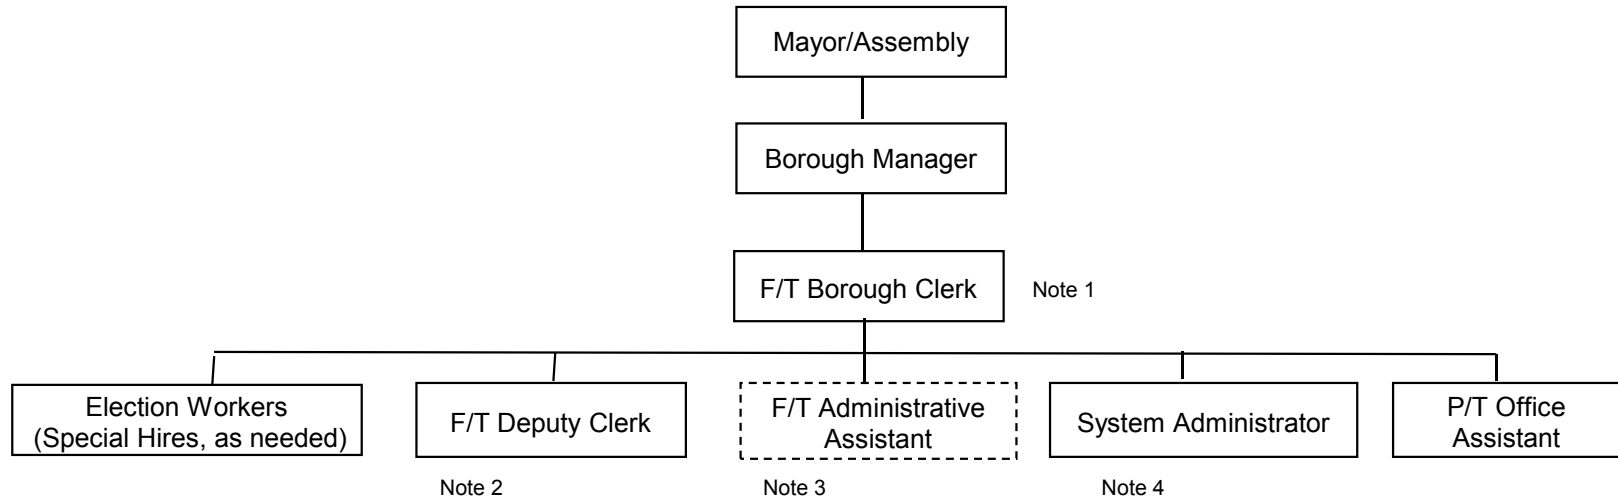 Mayor/Assembly
Borough Manager
F/T Borough Clerk
Note 1
Election Workers
(Special Hires, as needed)
F/T Deputy Clerk
F/T Administrative
Assistant
System Administrator
P/T Office
Assistant
Note 2
Note 3
Note 4